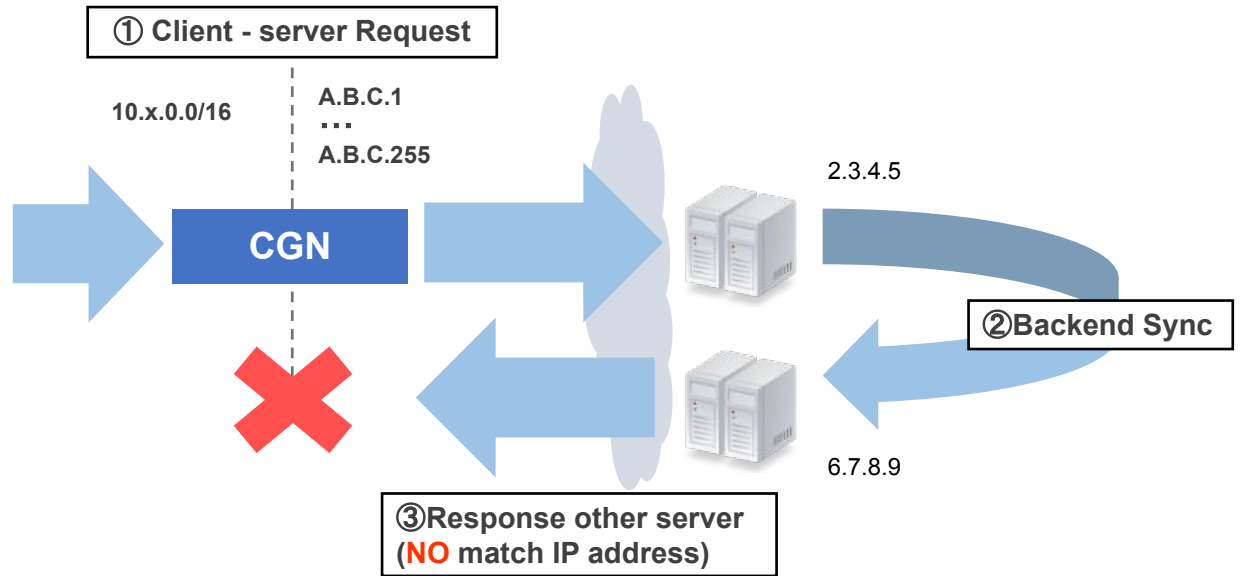 ① Client - server Request
10.x.0.0/16
A.B.C.1
...
A.B.C.255
CGN
2.3.4.5
②Backend Sync
6.7.8.9
③Response other server
(NO match IP address)